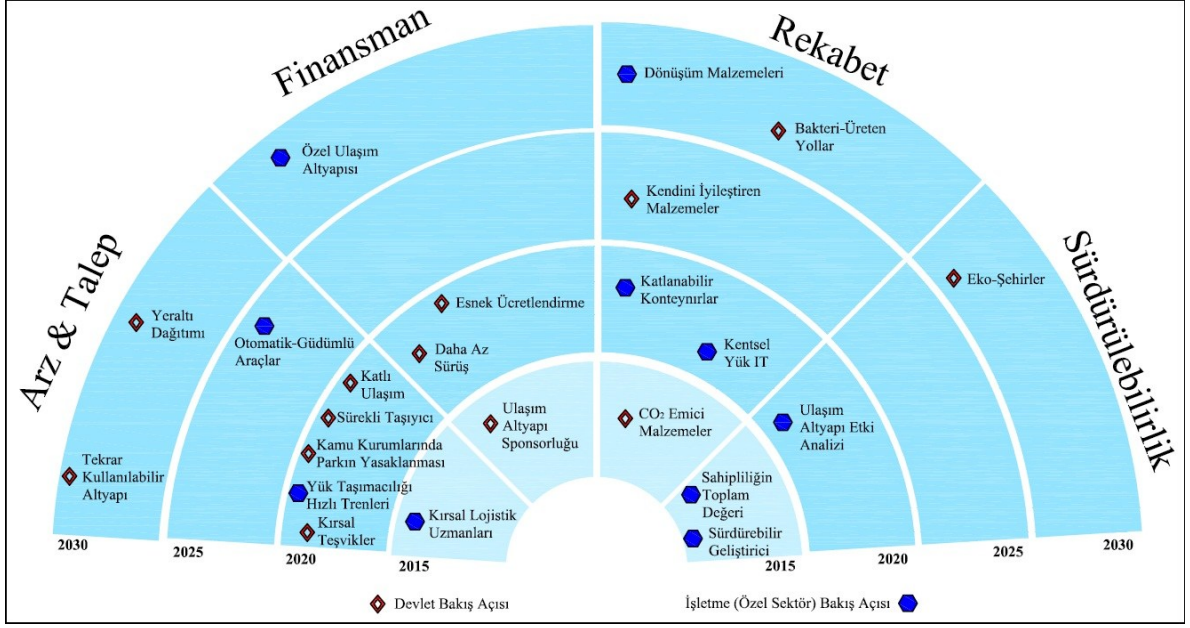 Finansman
Rekabet
Arz & Talep
Sürdürülebilirlik
Dönüşüm Malzemeleri
Bakteri-Üreten
Yollar
Özel Ulaşım
Altyapısı
Kendini İyileştiren
Malzemeler
Eko-Şehirler
Katlanabilir
Konteynırlar
Esnek Ücretlendirme
Yeraltı
Dağıtımı
Otomatik-Güdümlü
Araçlar
Daha Az
Sürüş
Kentsel
Yük IT
Katlı
Ulaşım
Sürekli Taşıyıcı
Ulaşım
Altyapı
Sponsorluğu
CO₂ Emici
Malzemeler
Ulaşım
Altyapı Etki
Analizi
Kamu Kurumlarında
Parkın Yasaklanması
Tekrar
Kullanılabilir
Altyapı
Yük Taşımacılığı
Hızlı Trenleri
Sahipliliğin
Toplam
Değeri
Kırsal Lojistik
Uzmanları
Kırsal
Teşvikler
Sürdürebilir
Geliştirici
2030
2025
2020
2015
2015
2020
2025
2030
Devlet Bakış Açısı
İşletme (Özel Sektör) Bakış Açısı